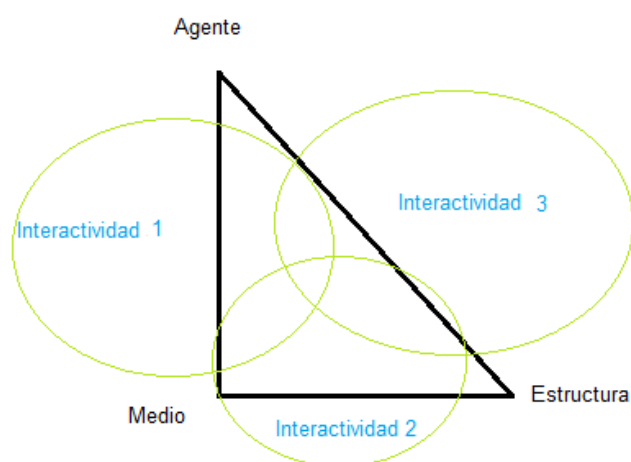 Agente
Interactividad 3
Interactividad 1
Estructura
Medio
Interactividad 2